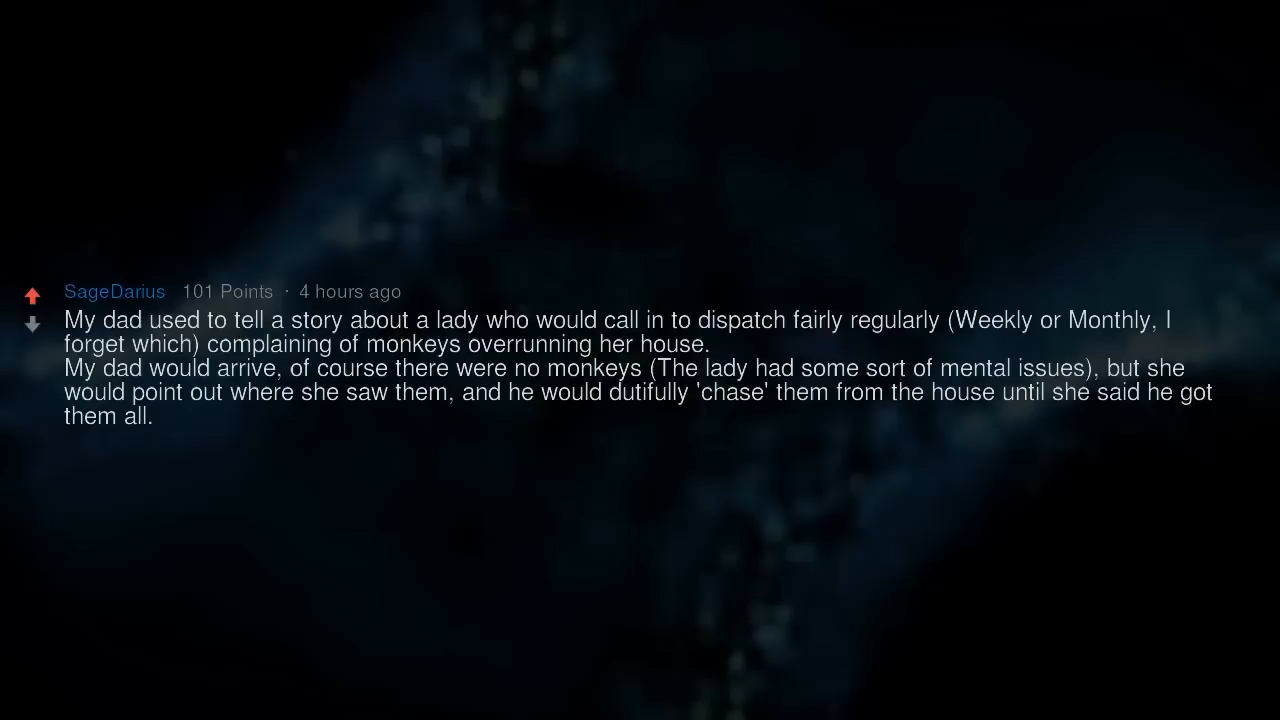 SageDarius 101 Points · 4 hours ago
My dad used to tell a story about a lady who would call in to dispatch fairly regularly (Weekly or Monthly, I
forget which) complaining of monkeys overrunning her house.
My dad would arrive, of course there were no monkeys (The lady had some sort of mental issues), but she
would point out where she saw them, and he would dutifully 'chase' them from the house until she said he got
them all.